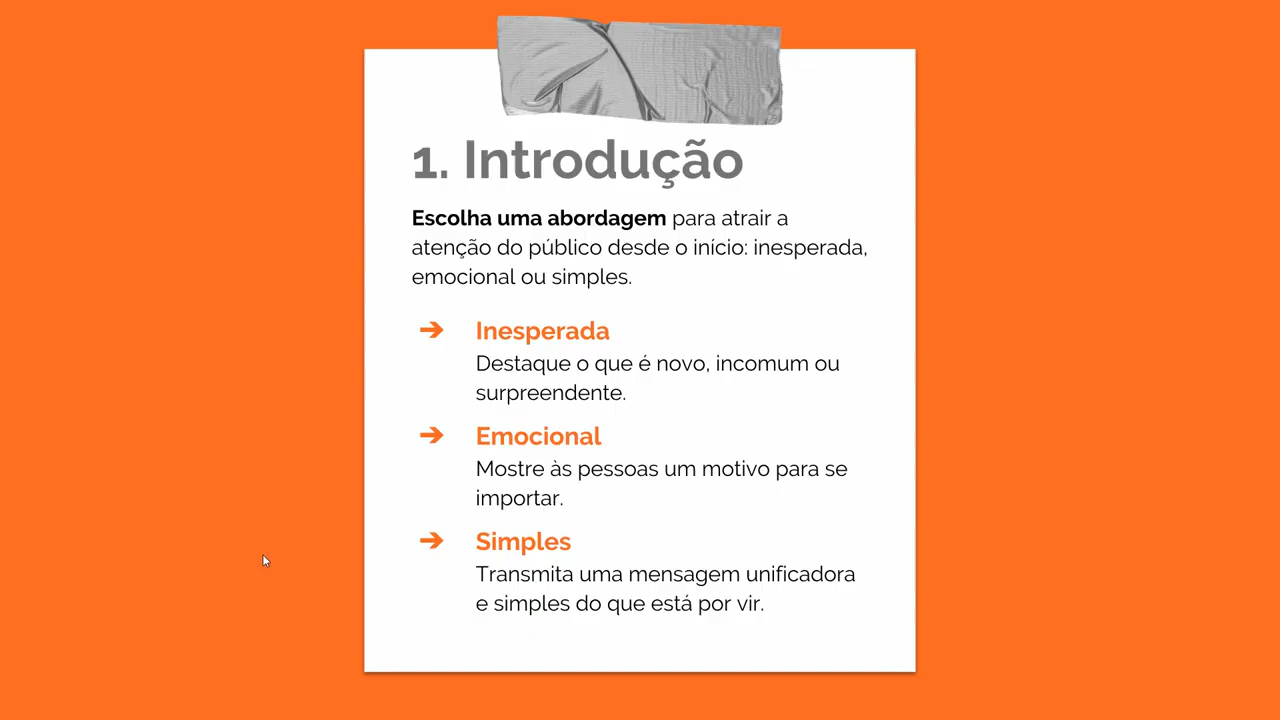 1. Introdução
Escolha uma abordagem para atrair a
atenção do público desde o início: inesperada,
emocional ou simples.
➔ Inesperada
Destaque o que é novo, incomum ou
surpreendente.
➔ Emocional
Mostre às pessoas um motivo para se
importar.
➔ Simples
Transmita uma mensagem unificadora
e simples do que está por vir.